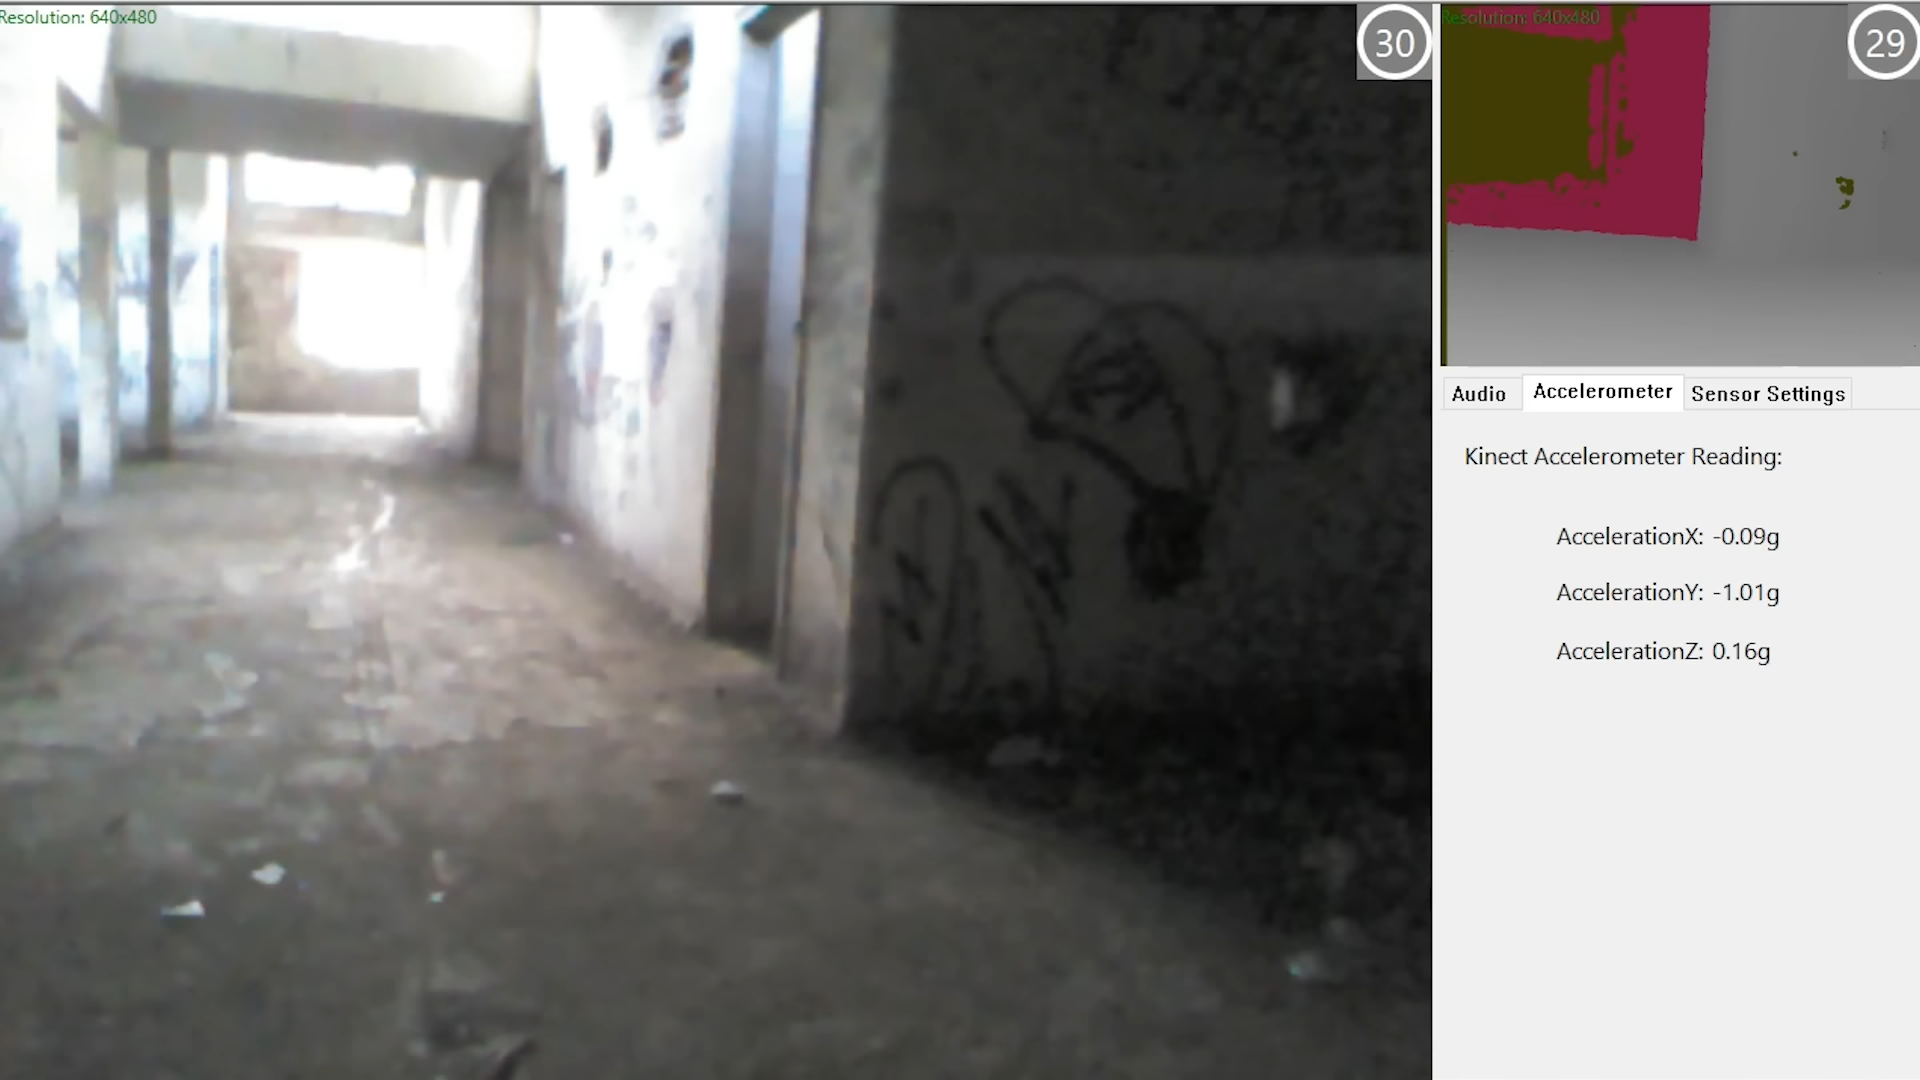 Resolution: 640x480
30
Resolution: 640x480
29
Audio
Accelerometer
Sensor Settings
Kinect Accelerometer Reading:
AccelerationX: -0.09g
AccelerationY: -1.01g
AccelerationZ: 0.16g